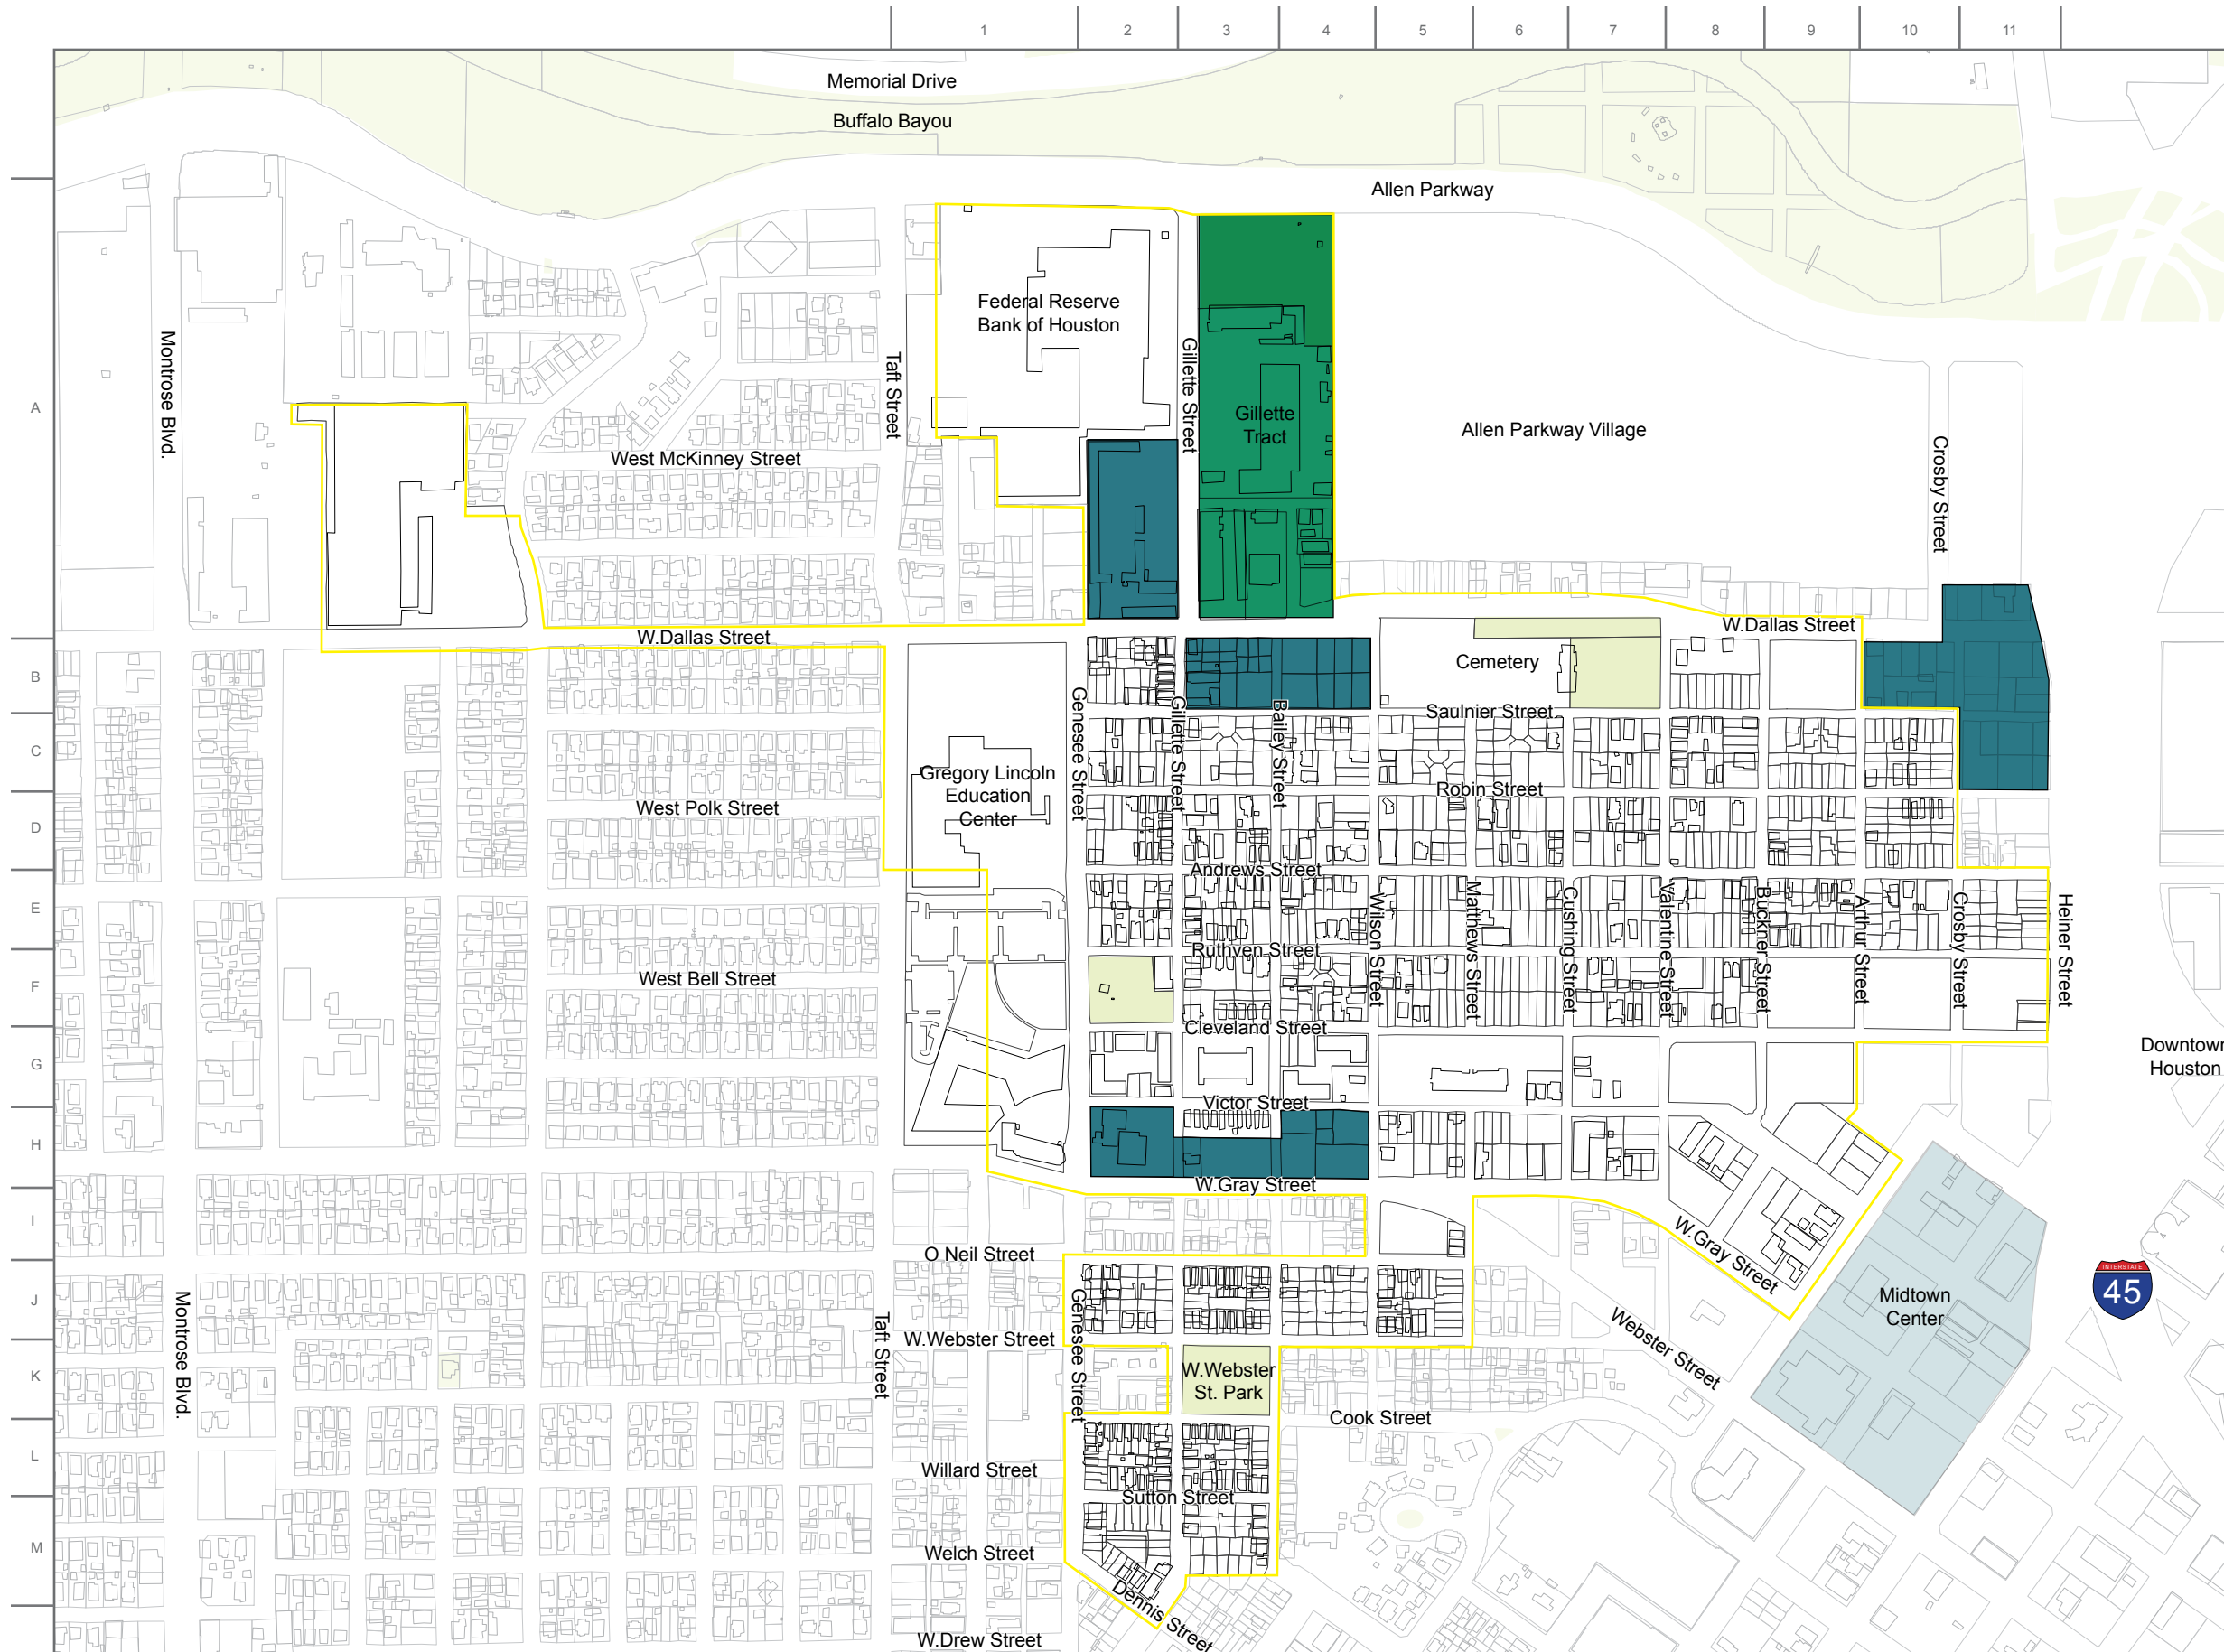 1 2 3 4 5 6 7 8 9 10 11
Memorial Drive
Buffalo Bayou
Allen Parkway
Federal Reserve
Bank of Houston
Montrose Blvd.
Taft Street
Gillette Street
A
Gillette
Tract
Allen Parkway Village
Crosby Street
West McKinney Street
W.Dallas Street
W.Dallas Street
B
Cemetery
Genesee Street
Gillette Street
Bailey Street
Saulnier Street
C
Gregory Lincoln
Education
Center
Robin Street
West Polk Street
D
Andrews Street
E
Wilson Street
Matthews Street
Cushing Street
Valentine Street
Buckner Street
Arthur Street
Crosby Street
Heiner Street
Ruthven Street
West Bell Street
F
Cleveland Street
G
Downtown
Houston
Victor Street
H
W.Gray Street
I
W.Gray Street
O Neil Street
INTERSTATE
45
J
Midtown
Center
Montrose Blvd.
Taft Street
Genesee Street
W.Webster Street
Webster Street
K
W.Webster
St. Park
Cook Street
L
Willard Street
Sutton Street
M
Welch Street
Dennis Street
W.Drew Street